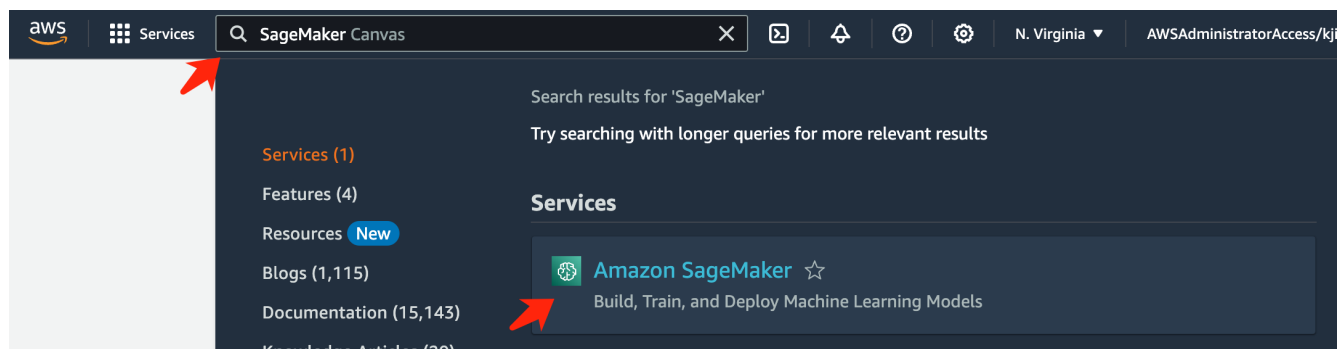 aws
Services
SageMaker Canvas
N. Virginia ▼
AWSAdministratorAccess/kji
Search results for 'SageMaker'
Try searching with longer queries for more relevant results
Services (1)
Features (4)
Resources New
Blogs (1,115)
Documentation (15,143)
Services
Amazon SageMaker
Build, Train, and Deploy Machine Learning Models